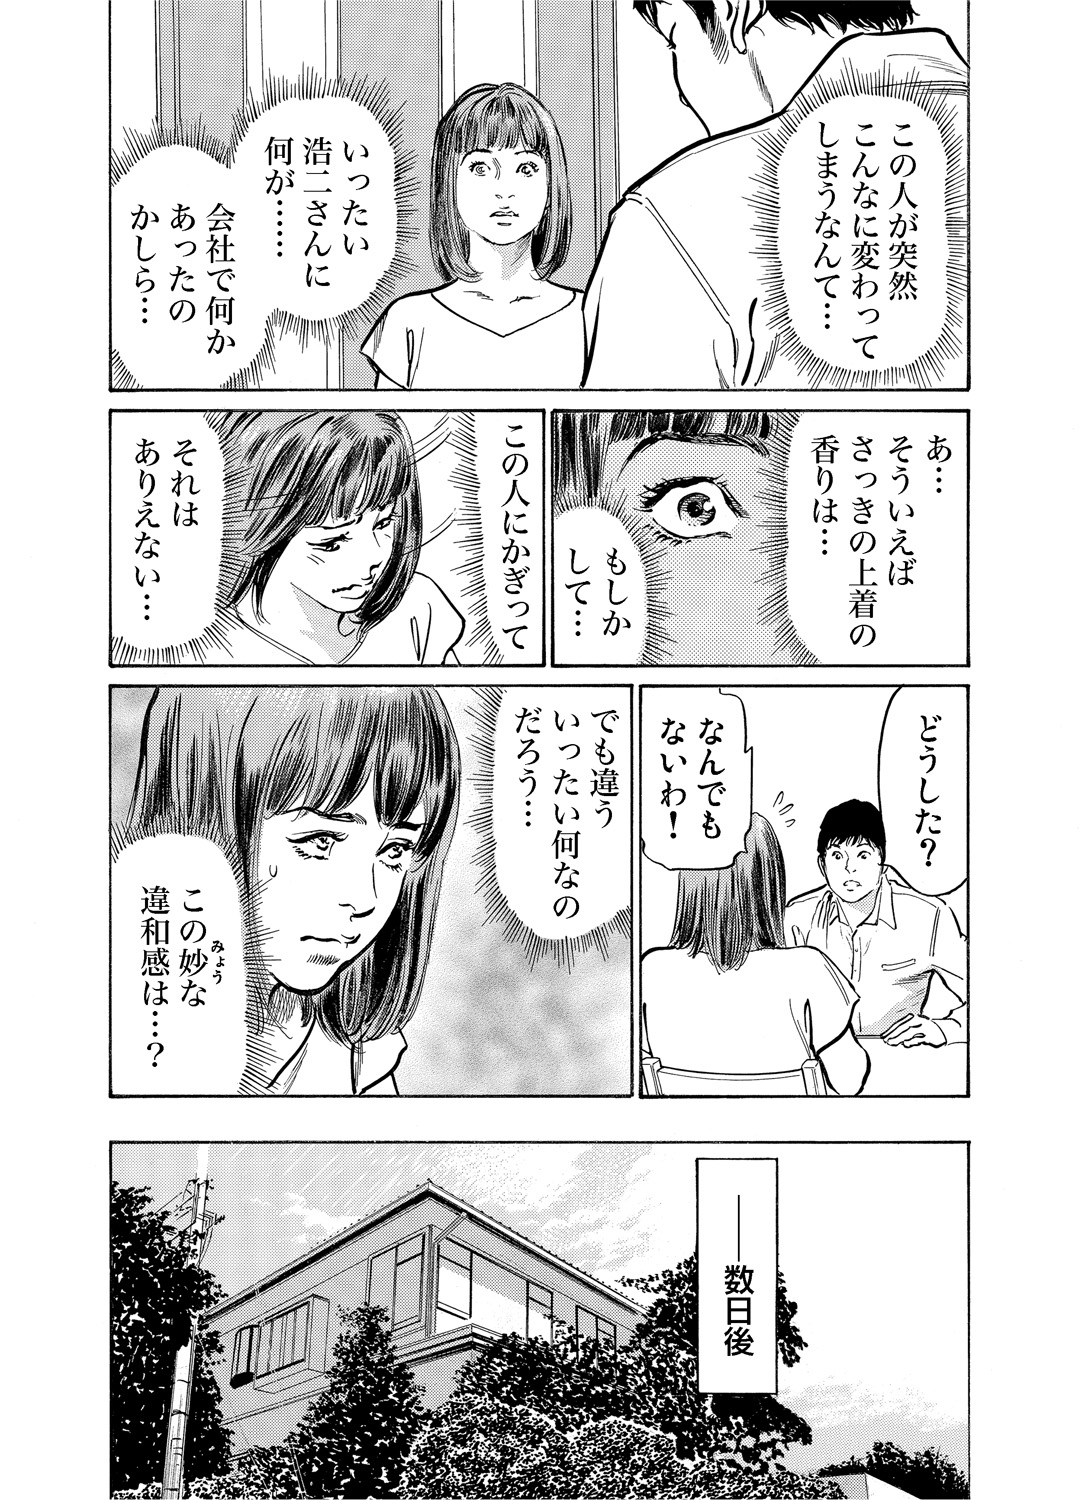 この人が突然
こんなに変わって
しまうなんて…
いったい
浩二さんに
何が……
会社で何か
あったの
かしら…
あ…
そういえば
さっきの上着の
香りは…
もしか
して…
この人にかぎって
それは
ありえない…
どうした?
なんでも
ないわ!
でも違う
いったい何なの
だろう…
この妙な
みょう
違和感は…?
――数日後